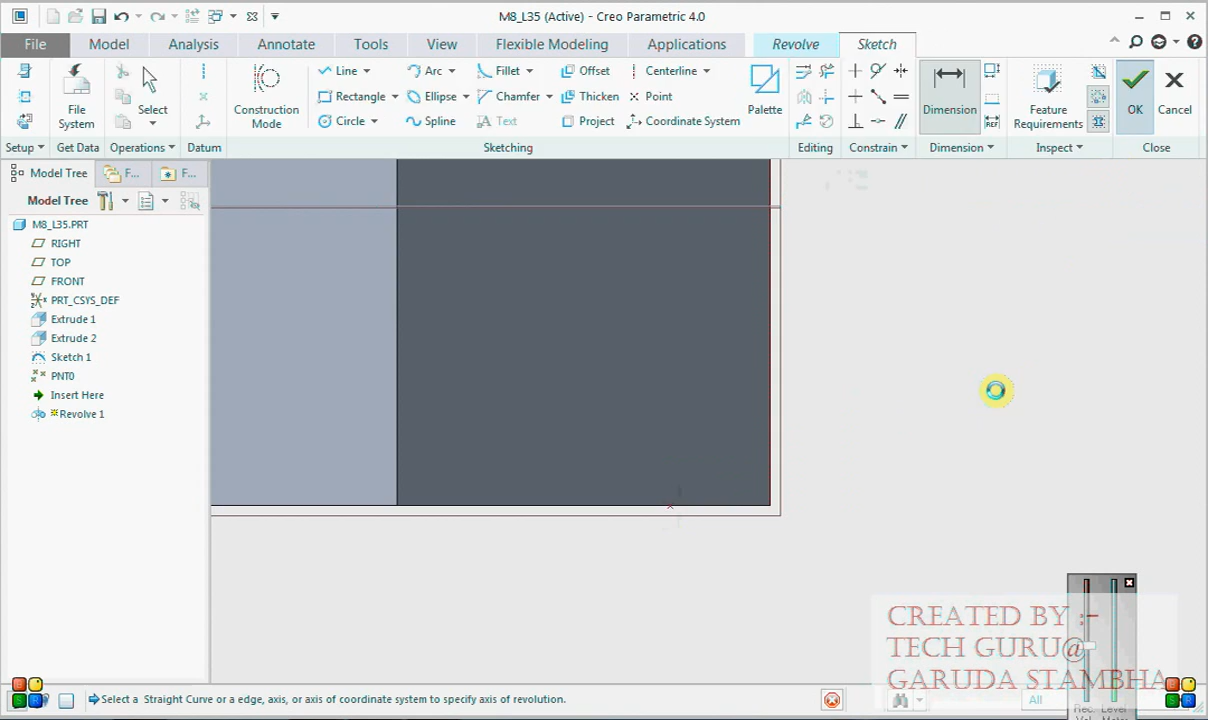 M8_L35 (Active) - Creo Parametric 4.0
File Model Analysis Annotate Tools View Flexible Modeling Applications Revolve Sketch
Line Arc Fillet Offset Centerline
File System Select Construction Mode Rectangle Ellipse Chamfer Thicken Point Palette Dimension Feature Requirements OK Cancel
Circle Spline Text Project Coordinate System
Setup Get Data Operations Datum Sketching Editing Constrain Dimension Inspect Close
Model Tree F... F...
Model Tree
M8_L35.PRT
RIGHT
TOP
FRONT
PRT_CSYS_DEF
Extrude 1
Extrude 2
Sketch 1
PNT0
Insert Here
Revolve 1
CREATED BY :-
TECH GURU@
GARUDA STAMBHA
Select a Straight Curve or a edge, axis, or axis of coordinate system to specify axis of revolution.
All